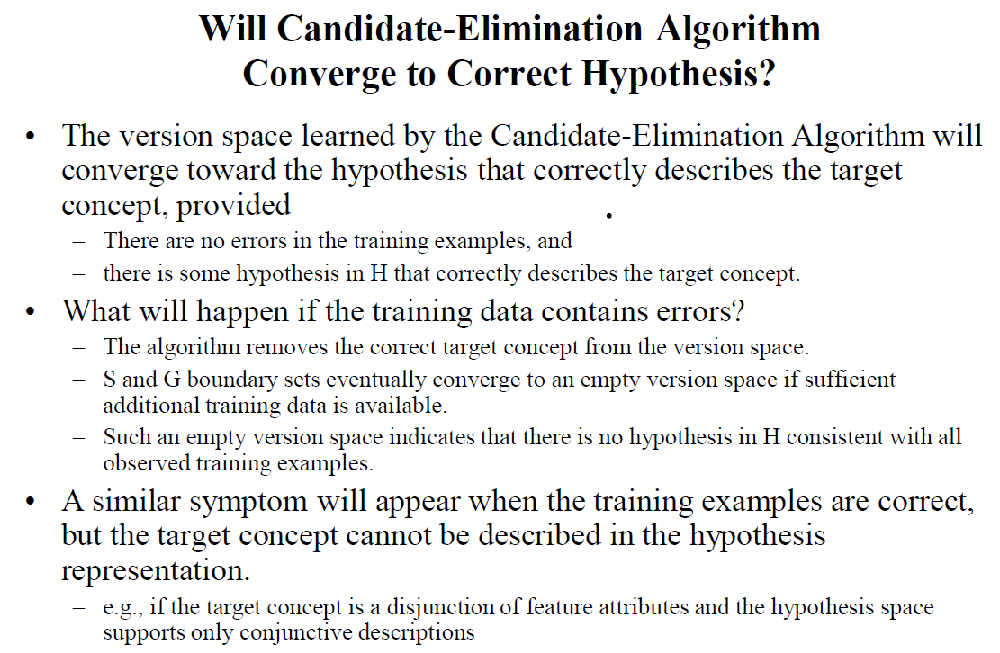 Will Candidate-Elimination Algorithm
Converge to Correct Hypothesis?
• The version space learned by the Candidate-Elimination Algorithm will
converge toward the hypothesis that correctly describes the target
concept, provided
– There are no errors in the training examples, and
– there is some hypothesis in H that correctly describes the target concept.
• What will happen if the training data contains errors?
– The algorithm removes the correct target concept from the version space.
– S and G boundary sets eventually converge to an empty version space if sufficient
additional training data is available.
– Such an empty version space indicates that there is no hypothesis in H consistent with all
observed training examples.
• A similar symptom will appear when the training examples are correct,
but the target concept cannot be described in the hypothesis
representation.
– e.g., if the target concept is a disjunction of feature attributes and the hypothesis space
supports only conjunctive descriptions